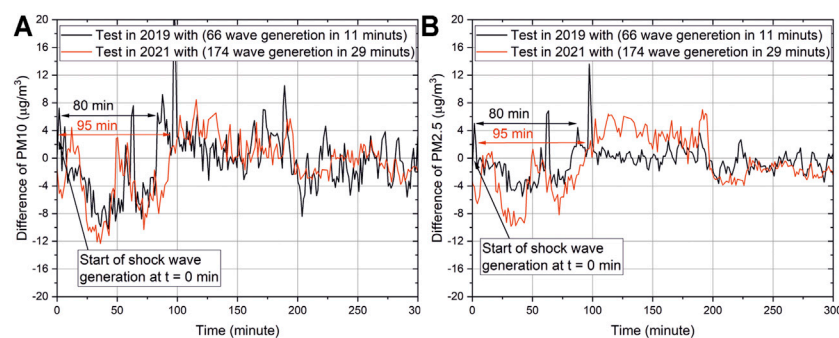 A
Test in 2019 with (66 wave generetion in 11 minuts)
Test in 2021 with (174 wave generetion in 29 minuts)
Difference of PM10 (µg/m³)
20
16
12
8
4
0
-4
-8
-12
-16
-20
80 min
95 min
Start of shock wave
generation at t = 0 min
0 50 100 150 200 250 300
Time (minute)
B
Test in 2019 with (66 wave generetion in 11 minuts)
Test in 2021 with (174 wave generetion in 29 minuts)
Difference of PM2.5 (µg/m³)
20
16
12
8
4
0
-4
-8
-12
-16
-20
80 min
95 min
Start of shock wave
generation at t = 0 min
0 50 100 150 200 250 300
Time (minute)